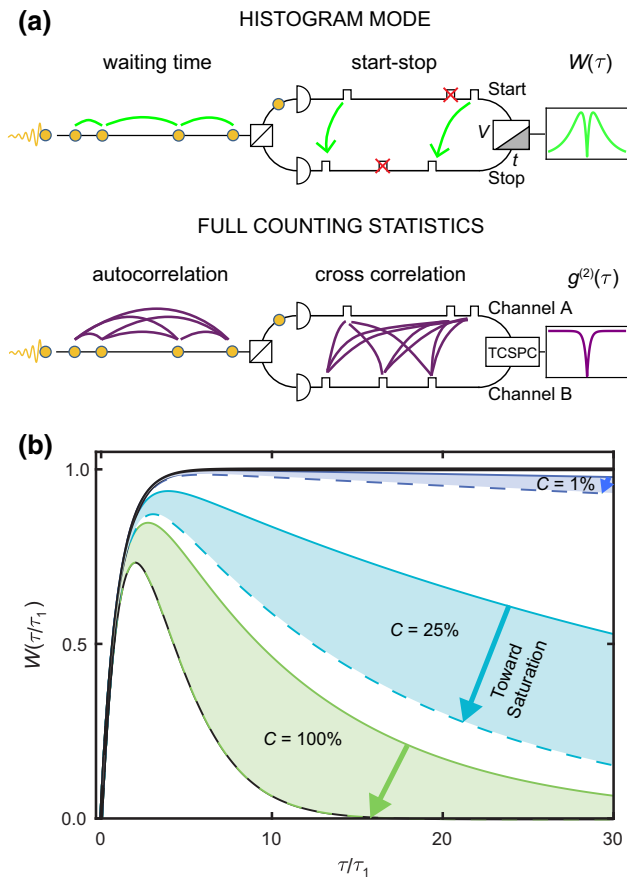 (a)
HISTOGRAM MODE
waiting time
start-stop
W(τ)
Start
V
t
Stop
FULL COUNTING STATISTICS
autocorrelation
cross correlation
g(2)(τ)
Channel A
TCSPC
Channel B
(b)
1.0
C = 1%
W(τ/τ1)
0.5
C = 25%
Toward
Saturation
C = 100%
0.0
0
10
20
30
τ/τ1